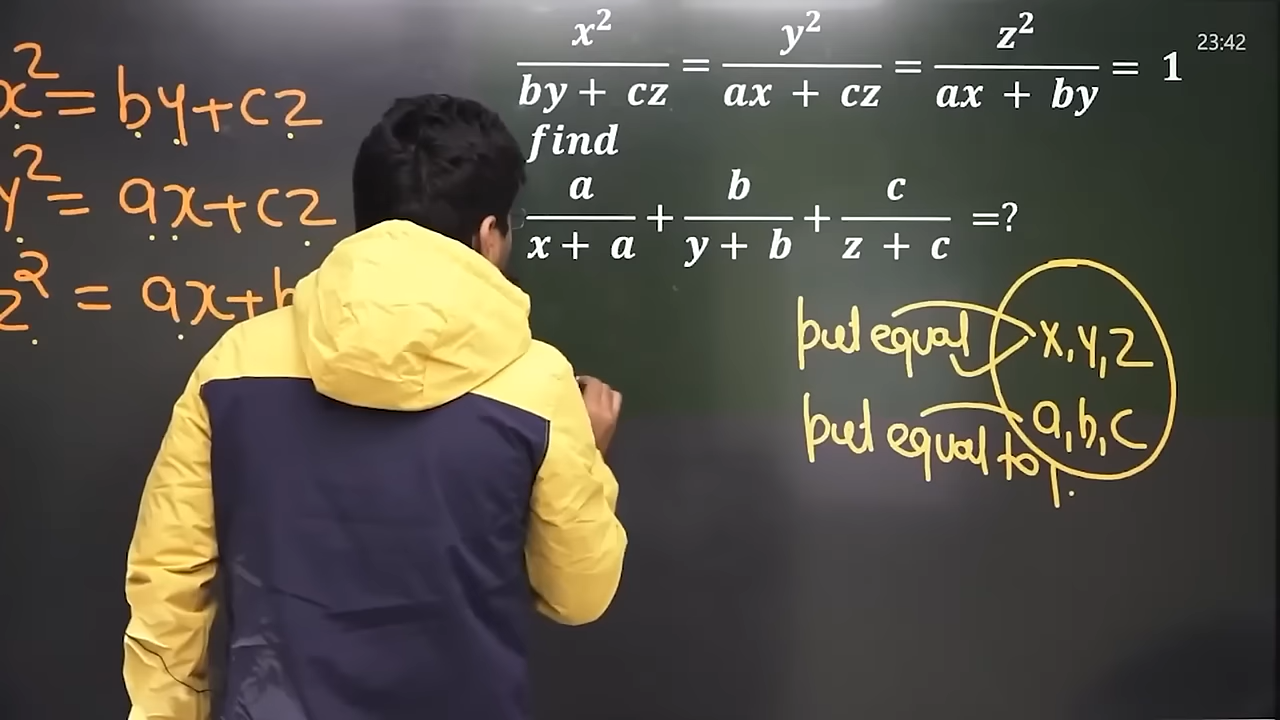 x² = by + cz
y² = ax + cz
z² = ax +
x²/(by + cz) = y²/(ax + cz) = z²/(ax + by) = 1
23:42
find
a/(x + a) + b/(y + b) + c/(z + c) =?
put equal x, y, z
put equal to 1. a, b, c